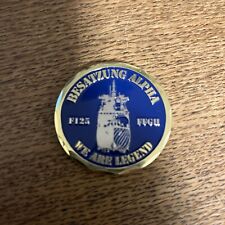 BESATZUNG ALPHA
F125
FFGU
WE ARE LEGEND